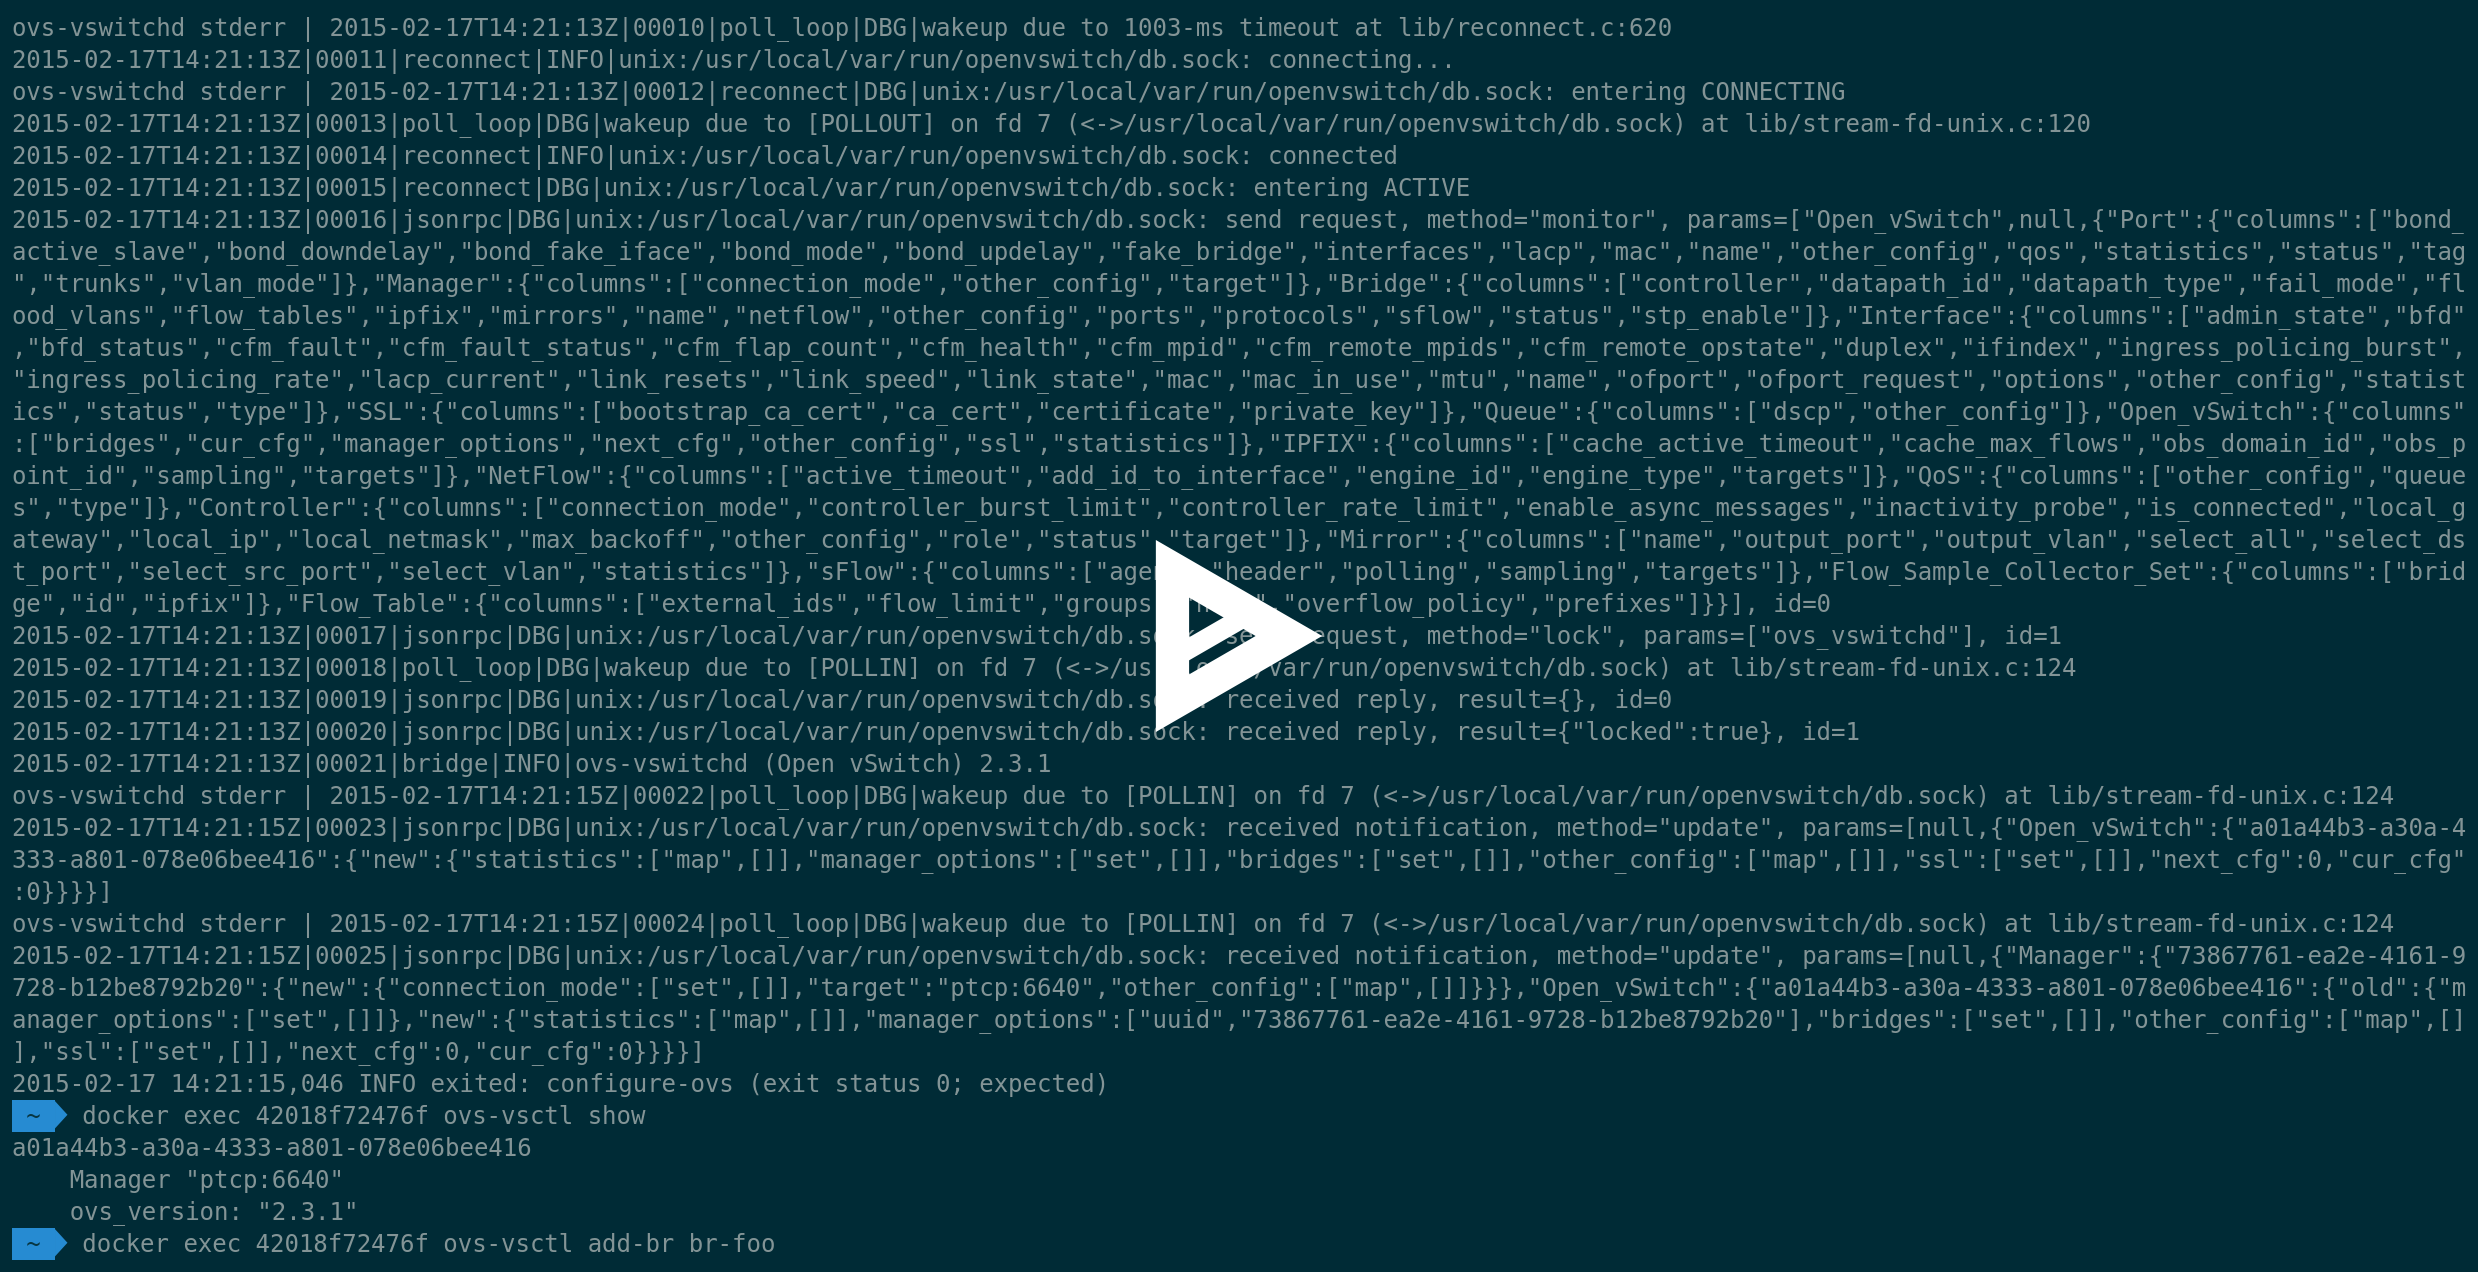 ovs-vswitchd stderr | 2015-02-17T14:21:13Z|00010|poll_loop|DBG|wakeup due to 1003-ms timeout at lib/reconnect.c:620
2015-02-17T14:21:13Z|00011|reconnect|INFO|unix:/usr/local/var/run/openvswitch/db.sock: connecting...
ovs-vswitchd stderr | 2015-02-17T14:21:13Z|00012|reconnect|DBG|unix:/usr/local/var/run/openvswitch/db.sock: entering CONNECTING
2015-02-17T14:21:13Z|00013|poll_loop|DBG|wakeup due to [POLLOUT] on fd 7 (<->/usr/local/var/run/openvswitch/db.sock) at lib/stream-fd-unix.c:120
2015-02-17T14:21:13Z|00014|reconnect|INFO|unix:/usr/local/var/run/openvswitch/db.sock: connected
2015-02-17T14:21:13Z|00015|reconnect|DBG|unix:/usr/local/var/run/openvswitch/db.sock: entering ACTIVE
2015-02-17T14:21:13Z|00016|jsonrpc|DBG|unix:/usr/local/var/run/openvswitch/db.sock: send request, method="monitor", params=["Open_vSwitch",null,{"Port":{"columns":["bond_
active_slave","bond_downdelay","bond_fake_iface","bond_mode","bond_updelay","fake_bridge","interfaces","lacp","mac","name","other_config","qos","statistics","status","tag
","trunks","vlan_mode"]},"Manager":{"columns":["connection_mode","other_config","target"]},"Bridge":{"columns":["controller","datapath_id","datapath_type","fail_mode","fl
ood_vlans","flow_tables","ipfix","mirrors","name","netflow","other_config","ports","protocols","sflow","status","stp_enable"]},"Interface":{"columns":["admin_state","bfd"
,"bfd_status","cfm_fault","cfm_fault_status","cfm_flap_count","cfm_health","cfm_mpid","cfm_remote_mpids","cfm_remote_opstate","duplex","ifindex","ingress_policing_burst",
"ingress_policing_rate","lacp_current","link_resets","link_speed","link_state","mac","mac_in_use","mtu","name","ofport","ofport_request","options","other_config","statist
ics","status","type"]},"SSL":{"columns":["bootstrap_ca_cert","ca_cert","certificate","private_key"]},"Queue":{"columns":["dscp","other_config"]},"Open_vSwitch":{"columns"
:["bridges","cur_cfg","manager_options","next_cfg","other_config","ssl","statistics"]},"IPFIX":{"columns":["cache_active_timeout","cache_max_flows","obs_domain_id","obs_p
oint_id","sampling","targets"]},"NetFlow":{"columns":["active_timeout","add_id_to_interface","engine_id","engine_type","targets"]},"QoS":{"columns":["other_config","queue
s","type"]},"Controller":{"columns":["connection_mode","controller_burst_limit","controller_rate_limit","enable_async_messages","inactivity_probe","is_connected","local_g
ateway","local_ip","local_netmask","max_backoff","other_config","role","status" "target"]},"Mirror":{"columns":["name","output_port","output_vlan","select_all","select_ds
t_port","select_src_port","select_vlan","statistics"]},"sFlow":{"columns":[ "header","polling","sampling","targets"]},"Flow_Sample_Collector_Set":{"columns":["brid
ge","id","ipfix"]},"Flow_Table":{"columns":["external_ids","flow_limit","groups "overflow_policy","prefixes"]}}], id=0
2015-02-17T14:21:13Z|00017|jsonrpc|DBG|unix:/usr/local/var/run/openvswitch/ request, method="lock", params=["ovs_vswitchd"], id=1
2015-02-17T14:21:13Z|00018|poll_loop|DBG|wakeup due to [POLLIN] on fd 7 (<->/ /var/run/openvswitch/db.sock) at lib/stream-fd-unix.c:124
2015-02-17T14:21:13Z|00019|jsonrpc|DBG|unix:/usr/local/var/run/openvswitch/ received reply, result={}, id=0
2015-02-17T14:21:13Z|00020|jsonrpc|DBG|unix:/usr/local/var/run/openvswitch/db.sock: received reply, result={"locked":true}, id=1
2015-02-17T14:21:13Z|00021|bridge|INFO|ovs-vswitchd (Open vSwitch) 2.3.1
ovs-vswitchd stderr | 2015-02-17T14:21:15Z|00022|poll_loop|DBG|wakeup due to [POLLIN] on fd 7 (<->/usr/local/var/run/openvswitch/db.sock) at lib/stream-fd-unix.c:124
2015-02-17T14:21:15Z|00023|jsonrpc|DBG|unix:/usr/local/var/run/openvswitch/db.sock: received notification, method="update", params=[null,{"Open_vSwitch":{"a01a44b3-a30a-4
333-a801-078e06bee416":{"new":{"statistics":["map",[]],"manager_options":["set",[]],"bridges":["set",[]],"other_config":["map",[]],"ssl":["set",[]],"next_cfg":0,"cur_cfg"
:0}}}}]
ovs-vswitchd stderr | 2015-02-17T14:21:15Z|00024|poll_loop|DBG|wakeup due to [POLLIN] on fd 7 (<->/usr/local/var/run/openvswitch/db.sock) at lib/stream-fd-unix.c:124
2015-02-17T14:21:15Z|00025|jsonrpc|DBG|unix:/usr/local/var/run/openvswitch/db.sock: received notification, method="update", params=[null,{"Manager":{"73867761-ea2e-4161-9
728-b12be8792b20":{"new":{"connection_mode":["set",[]],"target":"ptcp:6640","other_config":["map",[]]}}},"Open_vSwitch":{"a01a44b3-a30a-4333-a801-078e06bee416":{"old":{"m
anager_options":["set",[]]},"new":{"statistics":["map",[]],"manager_options":["uuid","73867761-ea2e-4161-9728-b12be8792b20"],"bridges":["set",[]],"other_config":["map",[]
],"ssl":["set",[]],"next_cfg":0,"cur_cfg":0}}}}]
2015-02-17 14:21:15,046 INFO exited: configure-ovs (exit status 0; expected)
~ docker exec 42018f72476f ovs-vsctl show
a01a44b3-a30a-4333-a801-078e06bee416
Manager "ptcp:6640"
ovs_version: "2.3.1"
~ docker exec 42018f72476f ovs-vsctl add-br br-foo